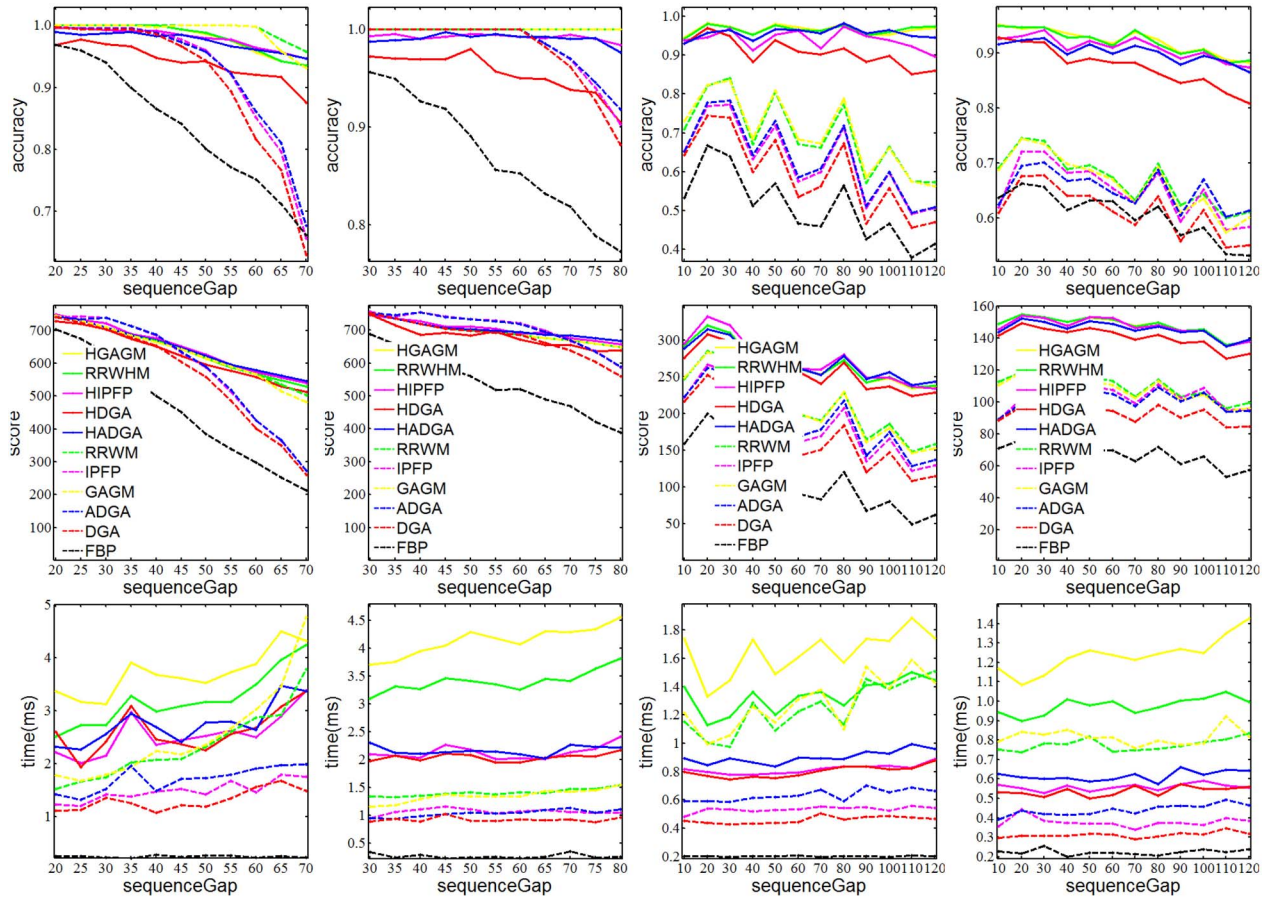 accuracy
1.0
0.9
0.8
0.7
20 25 30 35 40 45 50 55 60 65 70
sequenceGap
accuracy
1.0
0.9
0.8
30 35 40 45 50 55 60 65 70 75 80
sequenceGap
accuracy
1.0
0.9
0.8
0.7
0.6
0.5
0.4
10 20 30 40 50 60 70 80 90 100 110 120
sequenceGap
accuracy
0.9
0.8
0.7
0.6
10 20 30 40 50 60 70 80 90 100 110 120
sequenceGap
score
700
600
500
400
300
200
100
HGAGM
RRWHM
HIPFP
HDGA
HADGA
RRWM
IPFP
GAGM
ADGA
DGA
FBP
20 25 30 35 40 45 50 55 60 65 70
sequenceGap
score
700
600
500
400
300
200
100
HGAGM
RRWHM
HIPFP
HDGA
HADGA
RRWM
IPFP
GAGM
ADGA
DGA
FBP
30 35 40 45 50 55 60 65 70 75 80
sequenceGap
score
300
250
200
150
100
50
HGAGM
RRWHM
HIPFP
HDGA
HADGA
RRWM
IPFP
GAGM
ADGA
DGA
FBP
10 20 30 40 50 60 70 80 90 100 110 120
sequenceGap
score
160
140
120
100
80
60
40
20
HGAGM
RRWHM
HIPFP
HDGA
HADGA
RRWM
IPFP
GAGM
ADGA
DGA
FBP
10 20 30 40 50 60 70 80 90 100 110 120
sequenceGap
time(ms)
5
4
3
2
1
20 25 30 35 40 45 50 55 60 65 70
sequenceGap
time(ms)
4.5
4
3.5
3
2.5
2
1.5
1
0.5
30 35 40 45 50 55 60 65 70 75 80
sequenceGap
time(ms)
1.8
1.6
1.4
1.2
1.0
0.8
0.6
0.4
0.2
10 20 30 40 50 60 70 80 90 100 110 120
sequenceGap
time(ms)
1.4
1.3
1.2
1.1
1.0
0.9
0.8
0.7
0.6
0.5
0.4
0.3
0.2
10 20 30 40 50 60 70 80 90 100 110 120
sequenceGap